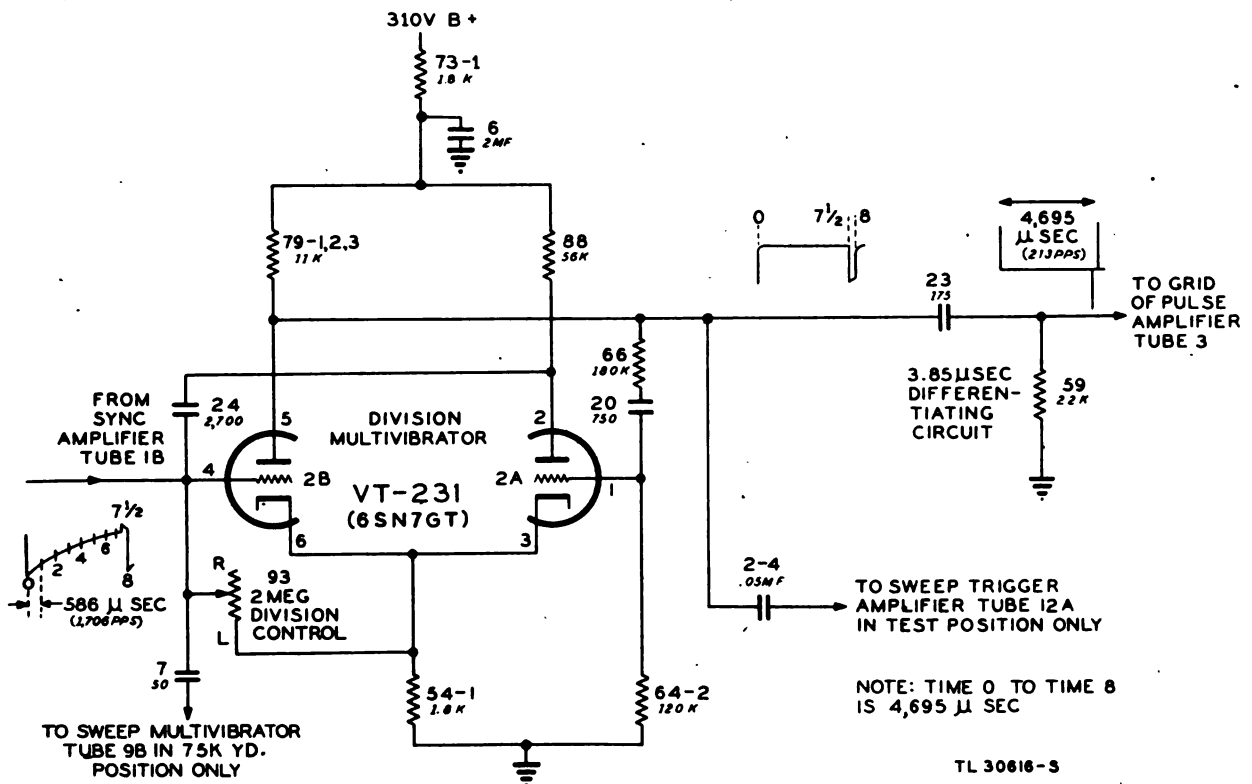 310V B +
73-1
1.8 K
6
2MF
79-1,2,3
11 K
88
56K
0 7½ 8
4,695
μ SEC
(213PPS)
23
175
TO GRID
OF PULSE
AMPLIFIER
TUBE 3
66
180K
20
750
3.85 μSEC
DIFFEREN-
TIATING
CIRCUIT
59
22K
FROM
SYNC
AMPLIFIER
TUBE 1B
24
2,700
5
DIVISION
MULTIVIBRATOR
2
4
2B
VT-231
(6SN7GT)
2A
1
6
3
7½
2 4 6
0
8
586 μ SEC
(1,706PPS)
R
93
2 MEG
DIVISION
CONTROL
L
2-4
.05MF
TO SWEEP TRIGGER
AMPLIFIER TUBE 12A
IN TEST POSITION ONLY
7
50
54-1
1.8K
64-2
120K
NOTE: TIME 0 TO TIME 8
IS 4,695 μ SEC
TO SWEEP MULTIVIBRATOR
TUBE 9B IN 75K YD.
POSITION ONLY
TL 30616-S